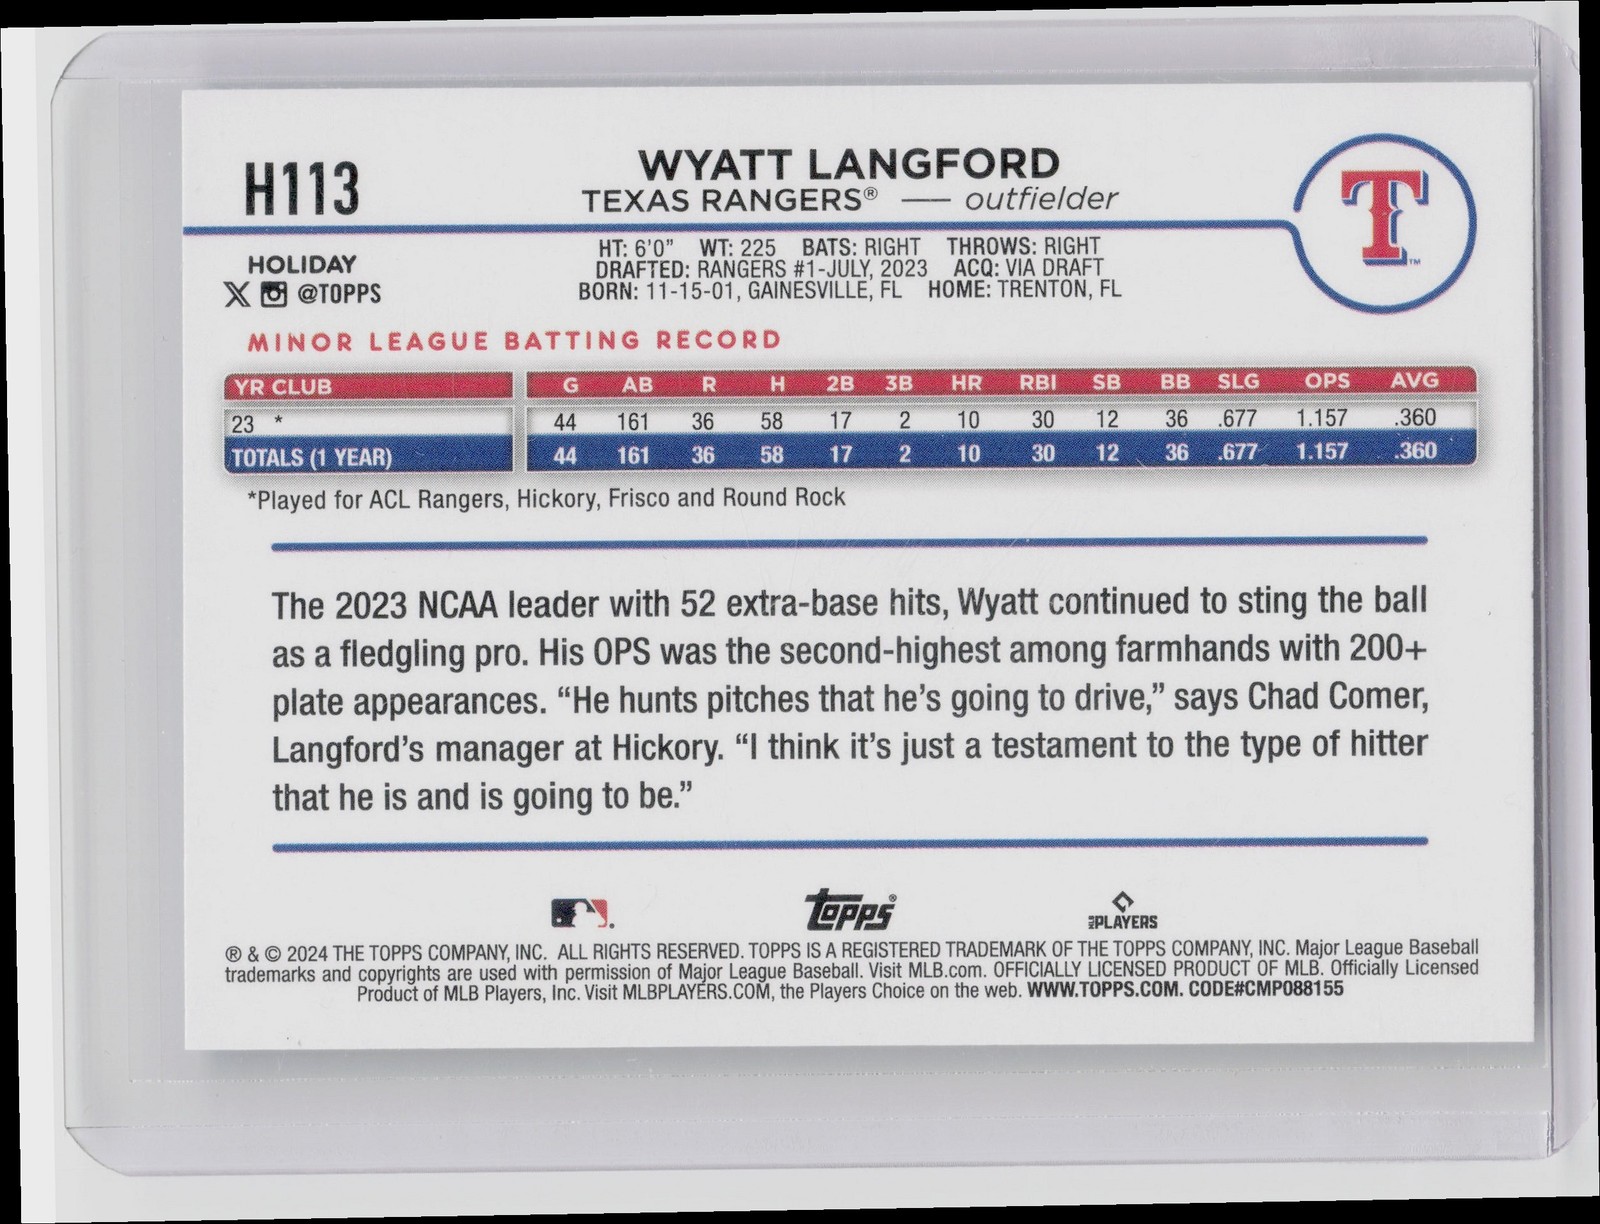 H113
WYATT LANGFORD
TEXAS RANGERS® — outfielder
T™
HOLIDAY
X @TOPPS
HT: 6'0" WT: 225 BATS: RIGHT THROWS: RIGHT
DRAFTED: RANGERS #1-JULY, 2023 ACQ: VIA DRAFT
BORN: 11-15-01, GAINESVILLE, FL HOME: TRENTON, FL
MINOR LEAGUE BATTING RECORD
YR CLUB G AB R H 2B 3B HR RBI SB BB SLG OPS AVG
23 * 44 161 36 58 17 2 10 30 12 36 .677 1.157 .360
TOTALS (1 YEAR) 44 161 36 58 17 2 10 30 12 36 .677 1.157 .360
*Played for ACL Rangers, Hickory, Frisco and Round Rock
The 2023 NCAA leader with 52 extra-base hits, Wyatt continued to sting the ball
as a fledgling pro. His OPS was the second-highest among farmhands with 200+
plate appearances. “He hunts pitches that he’s going to drive,” says Chad Comer,
Langford’s manager at Hickory. “I think it’s just a testament to the type of hitter
that he is and is going to be.”
Topps®
MLB PLAYERS
® & © 2024 THE TOPPS COMPANY, INC. ALL RIGHTS RESERVED. TOPPS IS A REGISTERED TRADEMARK OF THE TOPPS COMPANY, INC. Major League Baseball
trademarks and copyrights are used with permission of Major League Baseball. Visit MLB.com. OFFICIALLY LICENSED PRODUCT OF MLB. Officially Licensed
Product of MLB Players, Inc. Visit MLBPLAYERS.COM, the Players Choice on the web. WWW.TOPPS.COM. CODE#CMP088155